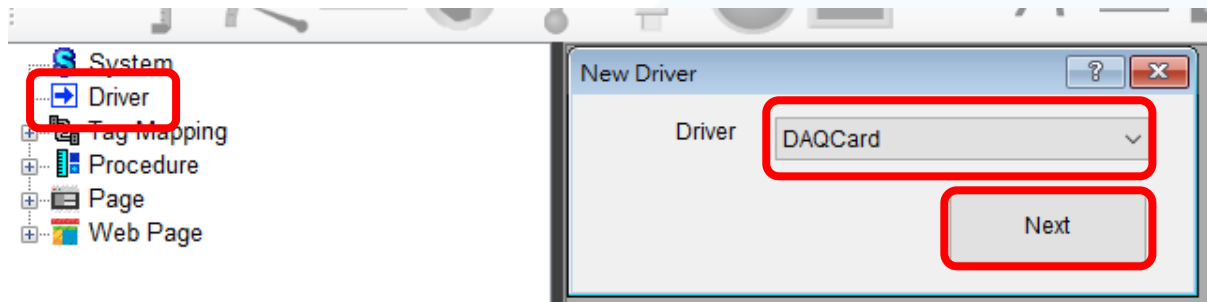 System
Driver
Tag Mapping
Procedure
Page
Web Page
New Driver
?
Driver
DAQCard
Next